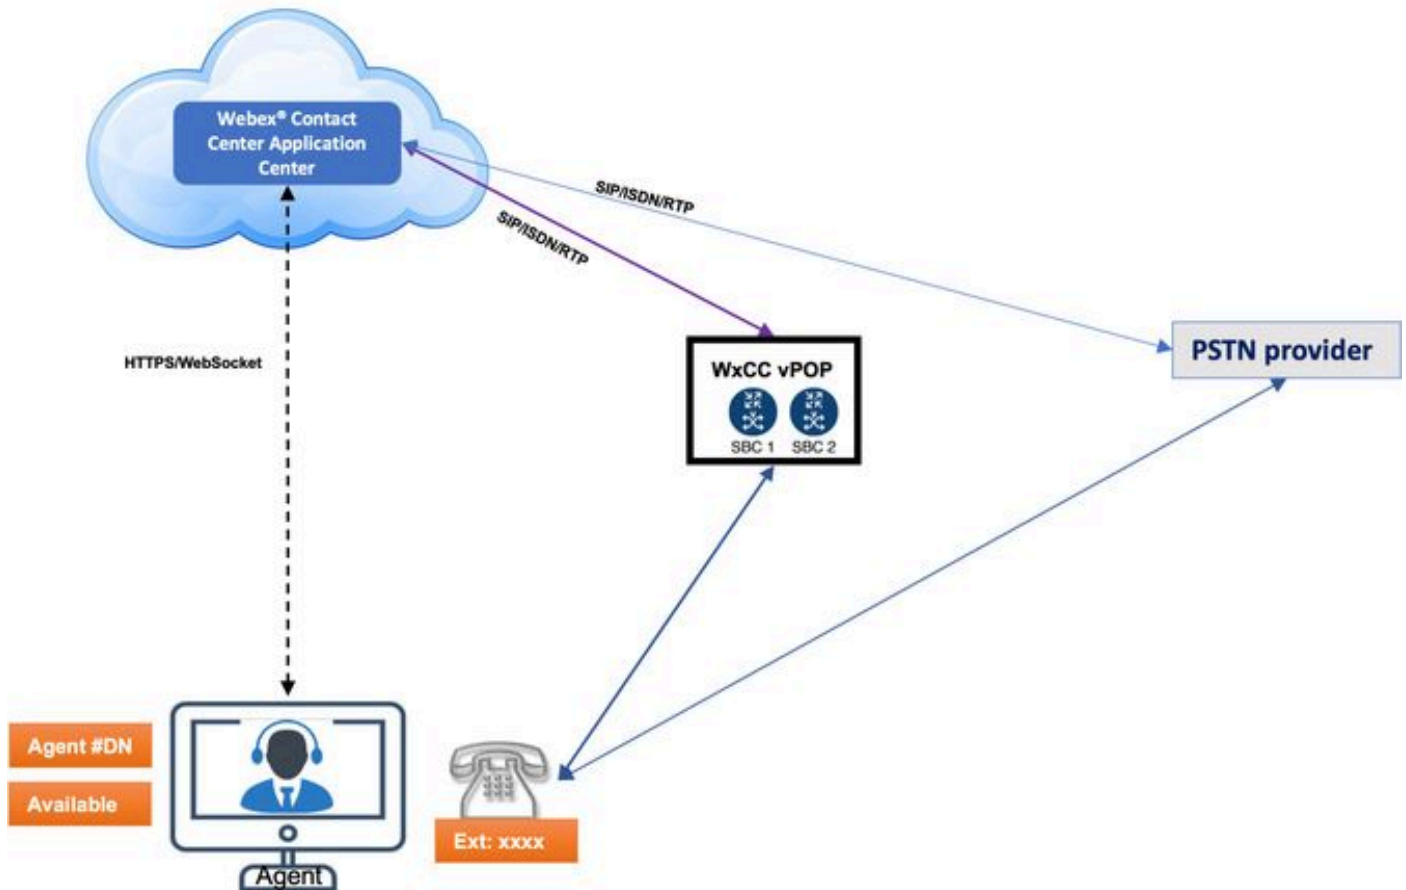 Webex® Contact
Center Application
Center
SIP/ISDN/RTP
SIP/ISDN/RTP
HTTPS/WebSocket
PSTN provider
WxCC vPOP
SBC 1
SBC 2
Agent #DN
Available
Ext: xxxx
Agent